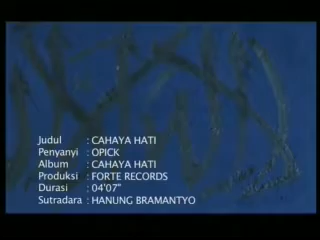 Judul : CAHAYA HATI
Penyanyi : OPICK
Album : CAHAYA HATI
Produksi : FORTE RECORDS
Durasi : 04'07"
Sutradara : HANUNG BRAMANTYO